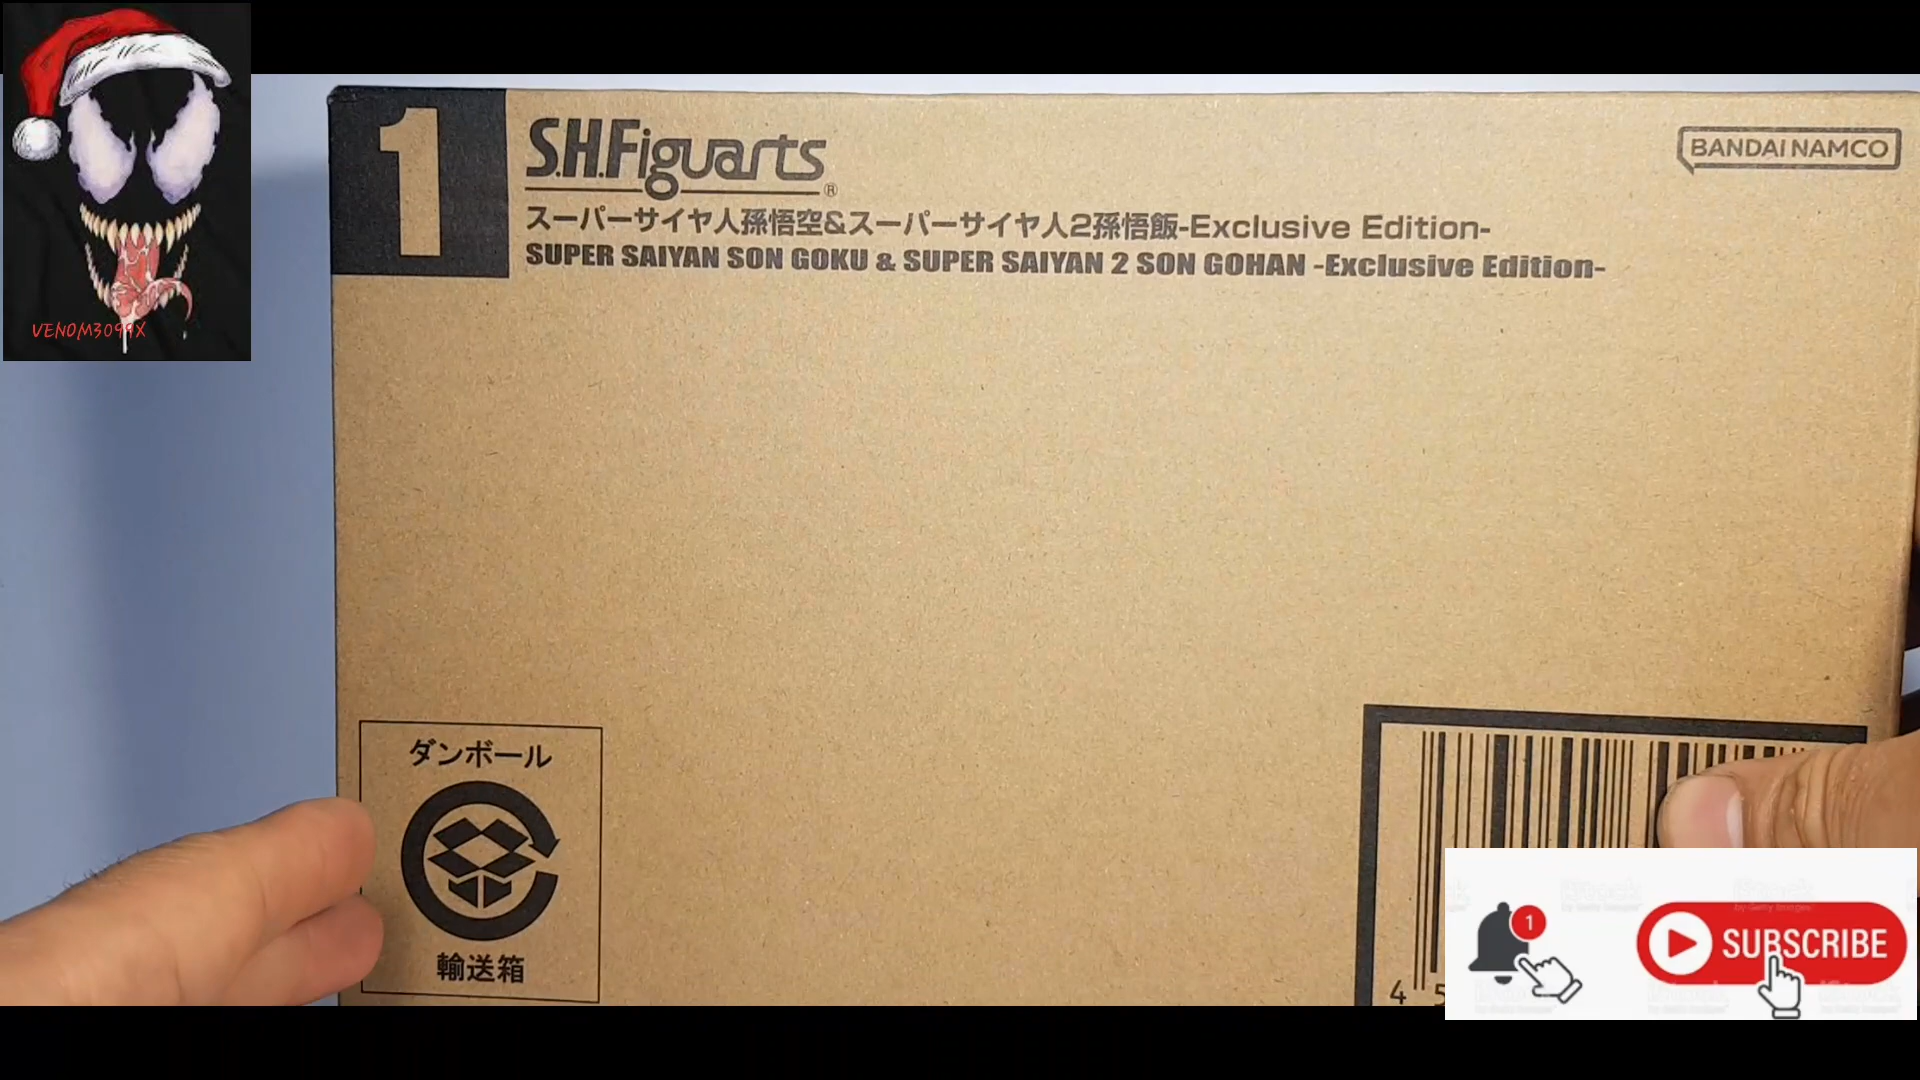 VENOM3099X
1
S.H.Figuarts
®
BANDAI NAMCO
スーパーサイヤ人孫悟空&スーパーサイヤ人2孫悟飯-Exclusive Edition-
SUPER SAIYAN SON GOKU & SUPER SAIYAN 2 SON GOHAN -Exclusive Edition-
ダンボール
輸送箱
4 5
1
SUBSCRIBE